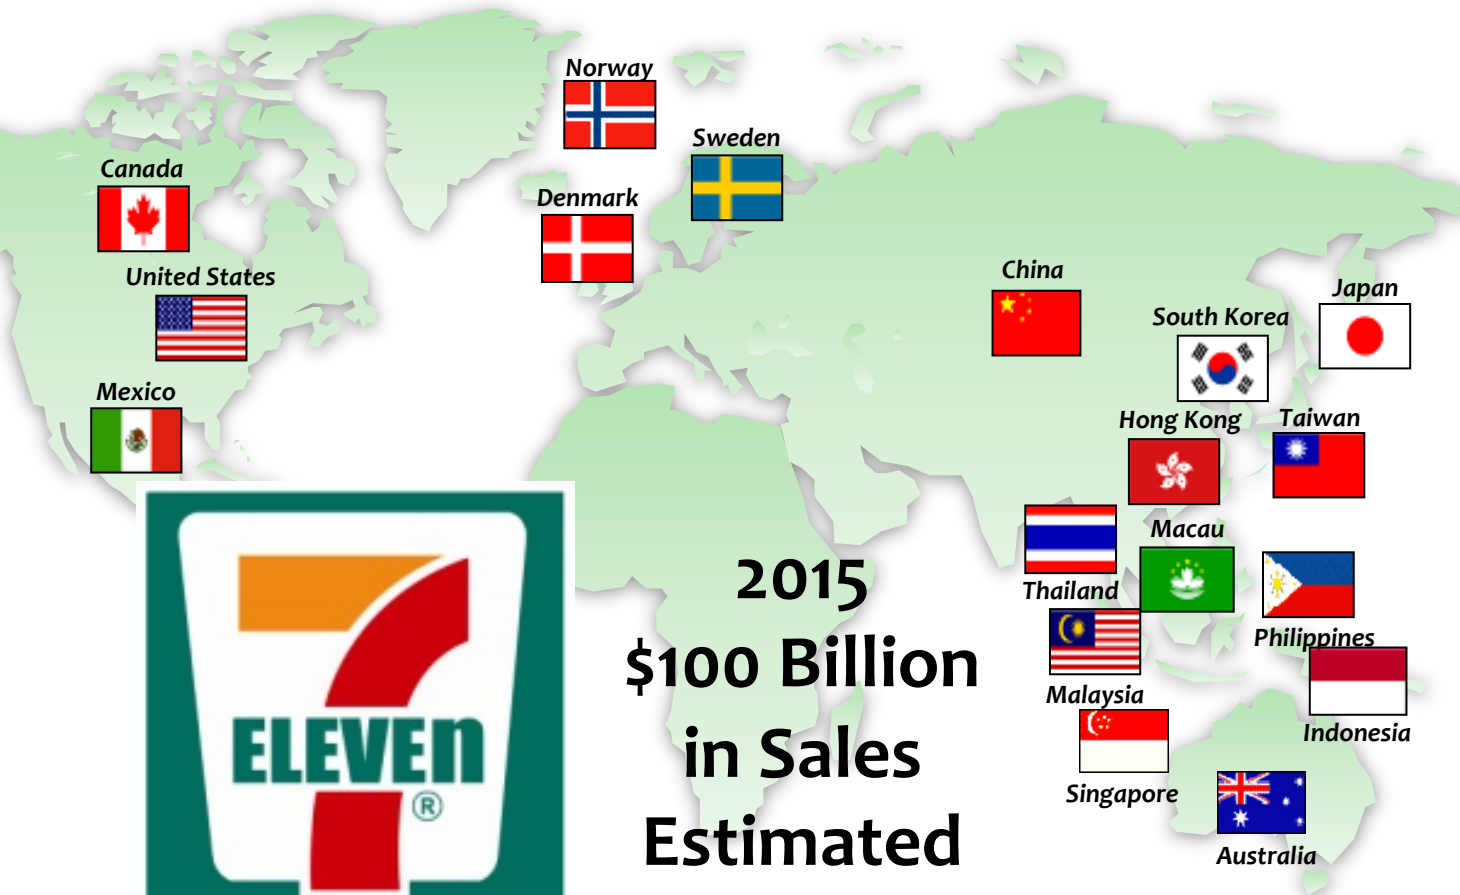 Norway
Sweden
Canada
Denmark
United States
China
Japan
South Korea
Mexico
Hong Kong
Taiwan
Macau
Thailand
Philippines
Malaysia
Indonesia
Singapore
Australia
2015
$100 Billion
in Sales
Estimated
7
ELEVEn
®